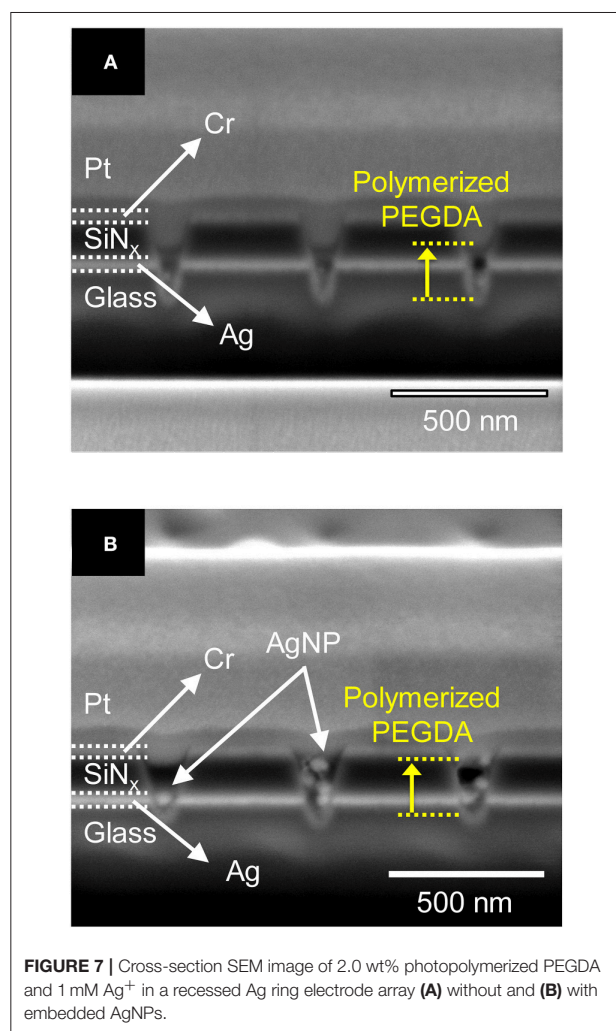 A
Cr
Pt
Polymerized
PEGDA
SiNₓ
Glass
Ag
500 nm
B
AgNP
Cr
Polymerized
PEGDA
Pt
SiNₓ
Glass
Ag
500 nm
FIGURE 7 | Cross-section SEM image of 2.0 wt% photopolymerized PEGDA
and 1 mM Ag⁺ in a recessed Ag ring electrode array (A) without and (B) with
embedded AgNPs.